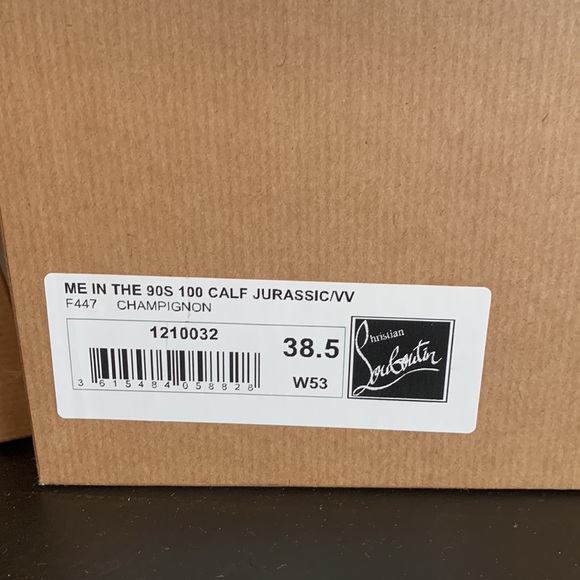 ME IN THE 90S 100 CALF JURASSIC/VV
F447 CHAMPIGNON
1210032
3 615484 058828
38.5
W53
Christian
Louboutin